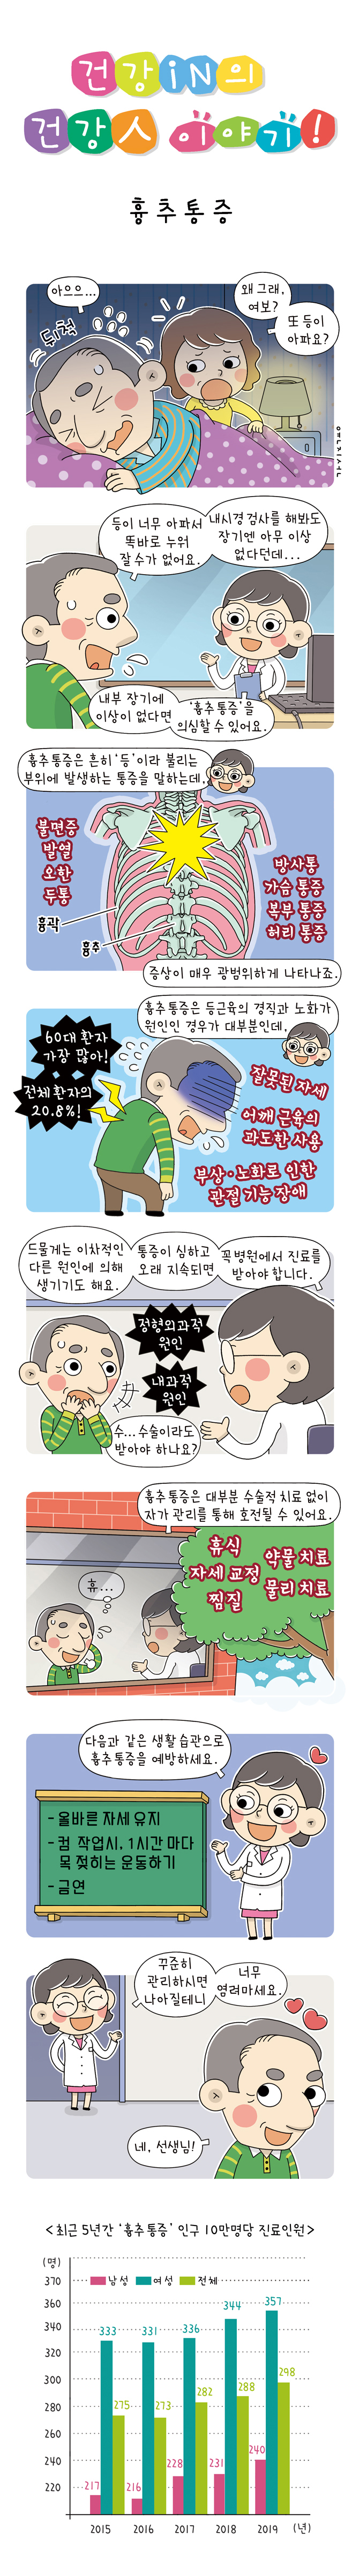 건강iN의
건강人 이야기!
흉추통증
아으으...
뒤척
왜 그래,
여보?
또 등이
아파요?
등이 너무 아파서
똑바로 누워
잘 수가 없어요.
내시경 검사를 해봐도
장기엔 아무 이상
없다던데...
내부 장기에
이상이 없다면
'흉추통증'을
의심할 수 있어요.
흉추통증은 흔히 '등'이라 불리는
부위에 발생하는 통증을 말하는데,
불면증
발열
오한
두통
흉곽
흉추
방사통
가슴 통증
복부 통증
허리 통증
증상이 매우 광범위하게 나타나죠.
흉추통증은 등근육의 경직과 노화가
원인인 경우가 대부분인데,
60대 환자
가장 많아!
전체 환자의
20.8%!
잘못된 자세
어깨 근육의
과도한 사용
부상·노화로 인한
관절 기능 장애
드물게는 이차적인
다른 원인에 의해
생기기도 해요.
통증이 심하고
오래 지속되면
꼭 병원에서 진료를
받아야 합니다.
정형외과적
원인
내과적
원인
수...수술이라도
받아야 하나요?
흉추통증은 대부분 수술적 치료 없이
자가 관리를 통해 호전될 수 있어요.
휴식
자세 교정
찜질
약물 치료
물리 치료
휴...
다음과 같은 생활 습관으로
흉추통증을 예방하세요.
- 올바른 자세 유지
- 컴 작업시, 1시간 마다
목 젖히는 운동하기
- 금연
꾸준히
관리하시면
나아질테니
너무
염려마세요.
네, 선생님!
<최근 5년간 '흉추통증' 인구 10만명당 진료인원>
(명)
남성 여성 전체
370
360
340
320
300
280
260
240
220
217 333 275
216 331 273
228 336 282
231 344 288
240 357 298
2015 2016 2017 2018 2019 (년)